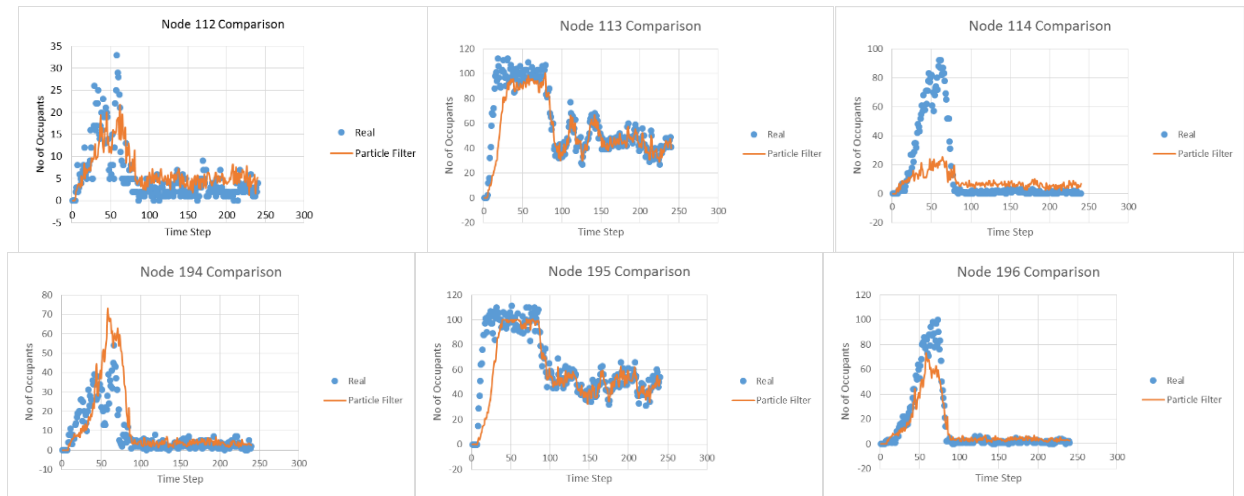 Node 112 Comparison
35
30
25
20
15
10
5
0
-5
No of Occupants
0 50 100 150 200 250 300
Time Step
Real
Particle Filter
Node 113 Comparison
120
100
80
60
40
20
0
-20
No of Occupants
0 50 100 150 200 250 300
Time Step
Real
Particle Filter
Node 114 Comparison
100
80
60
40
20
0
-20
No of Occupants
0 50 100 150 200 250 300
Time Step
Real
Particle Filter
Node 194 Comparison
80
70
60
50
40
30
20
10
0
-10
No of Occupants
0 50 100 150 200 250 300
Time Step
Real
Particle Filter
Node 195 Comparison
120
100
80
60
40
20
0
-20
No of Occupants
0 50 100 150 200 250 300
Time Step
Real
Particle Filter
Node 196 Comparison
120
100
80
60
40
20
0
-20
No of Occupants
0 50 100 150 200 250 300
Time Step
Real
Particle Filter